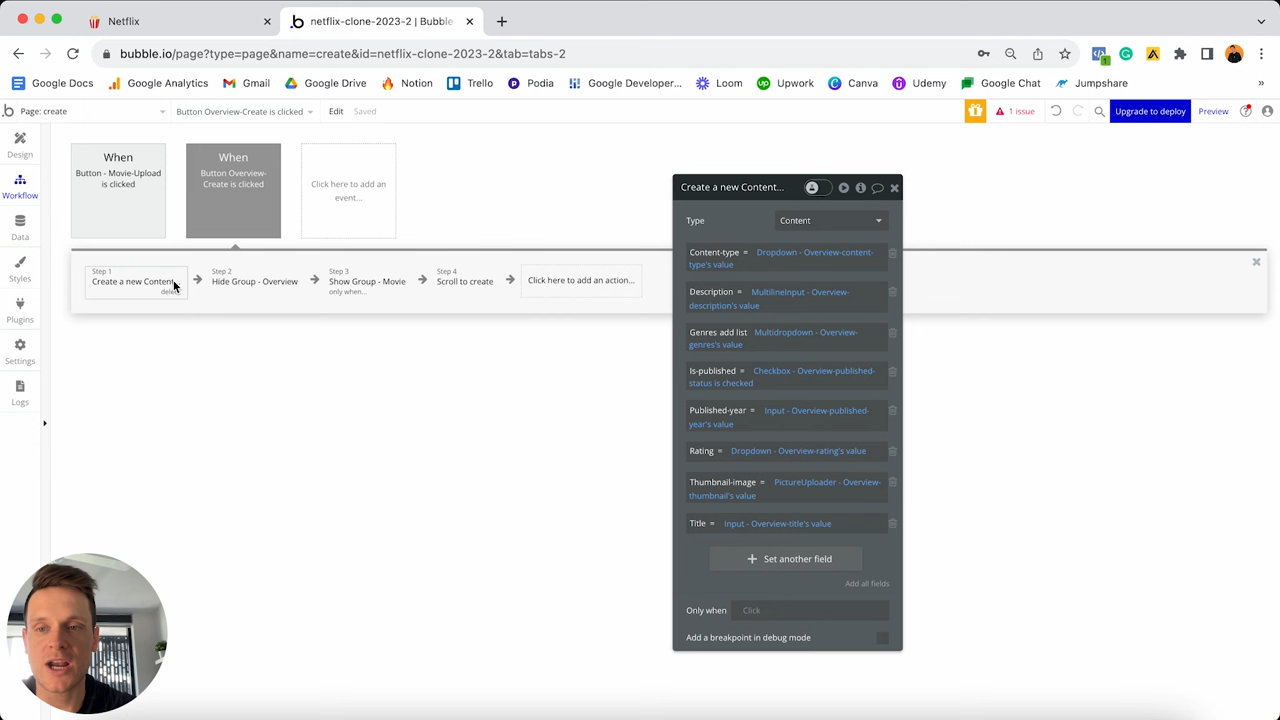 Netflix
netflix-clone-2023-2 | Bubble
bubble.io/page?type=page&name=create&id=netflix-clone-2023-2&tab=tabs-2
Google Docs
Google Analytics
Gmail
Google Drive
Notion
Trello
Podia
Google Developer...
Loom
Upwork
Canva
Udemy
Google Chat
Jumpshare
Page: create
Button Overview-Create is clicked
Edit
Saved
1 issue
Upgrade to deploy
Preview
Design
Workflow
Data
Styles
Plugins
Settings
Logs
When
Button - Movie-Upload
is clicked
When
Button Overview-
Create is clicked
Click here to add an
event...
Step 1
Create a new Content...
Step 2
Hide Group - Overview
Step 3
Show Group - Movie
only when...
Step 4
Scroll to create
Click here to add an action...
Create a new Content...
Type
Content
Content-type = Dropdown - Overview-content-
type's value
Description = MultilineInput - Overview-
description's value
Genres add list Multidropdown - Overview-
genres's value
Is-published = Checkbox - Overview-published-
status is checked
Published-year = Input - Overview-published-
year's value
Rating = Dropdown - Overview-rating's value
Thumbnail-image = PictureUploader - Overview-
thumbnail's value
Title = Input - Overview-title's value
Set another field
Add all fields
Only when
Click
Add a breakpoint in debug mode